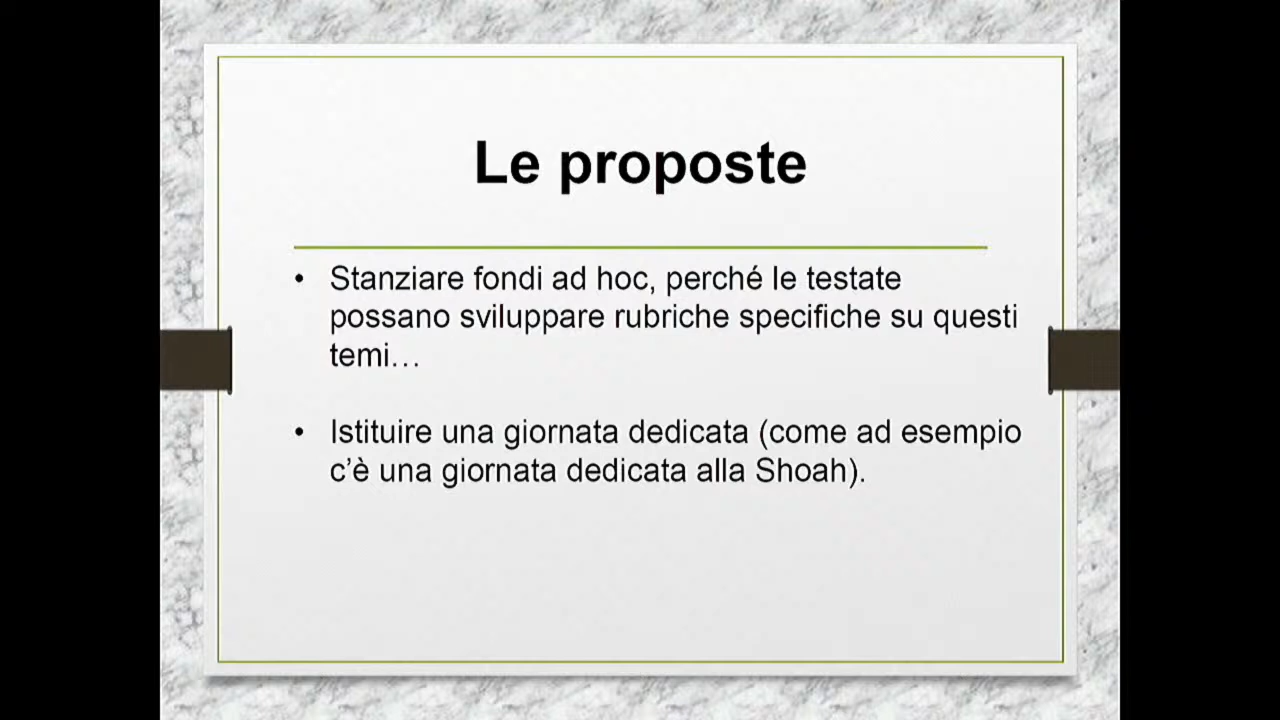 Le proposte
• Stanziare fondi ad hoc, perché le testate
possano sviluppare rubriche specifiche su questi
temi…
• Istituire una giornata dedicata (come ad esempio
c’è una giornata dedicata alla Shoah).